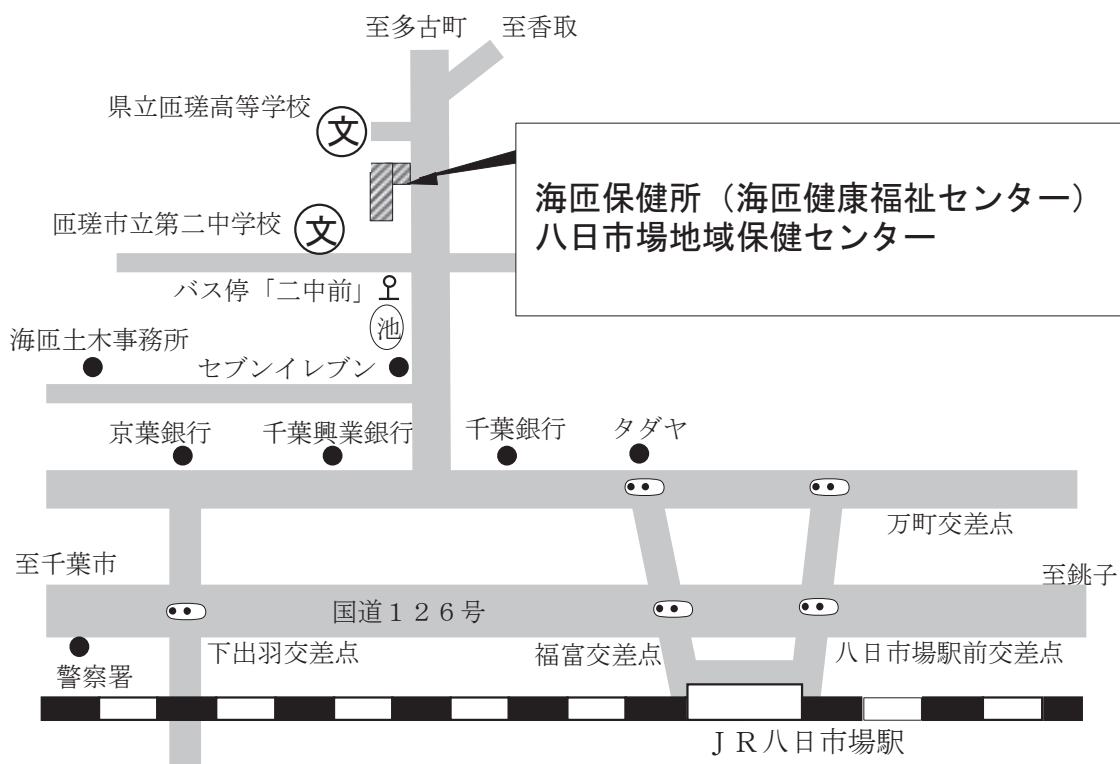 至多古町
至香取
県立匝瑳高等学校
文
海匝保健所（海匝健康福祉センター）
八日市場地域保健センター
匝瑳市立第二中学校
文
バス停「二中前」
池
海匝土木事務所
セブンイレブン
京葉銀行
千葉興業銀行
千葉銀行
タダヤ
万町交差点
至千葉市
至銚子
国道１２６号
下出羽交差点
福富交差点
八日市場駅前交差点
警察署
ＪＲ八日市場駅